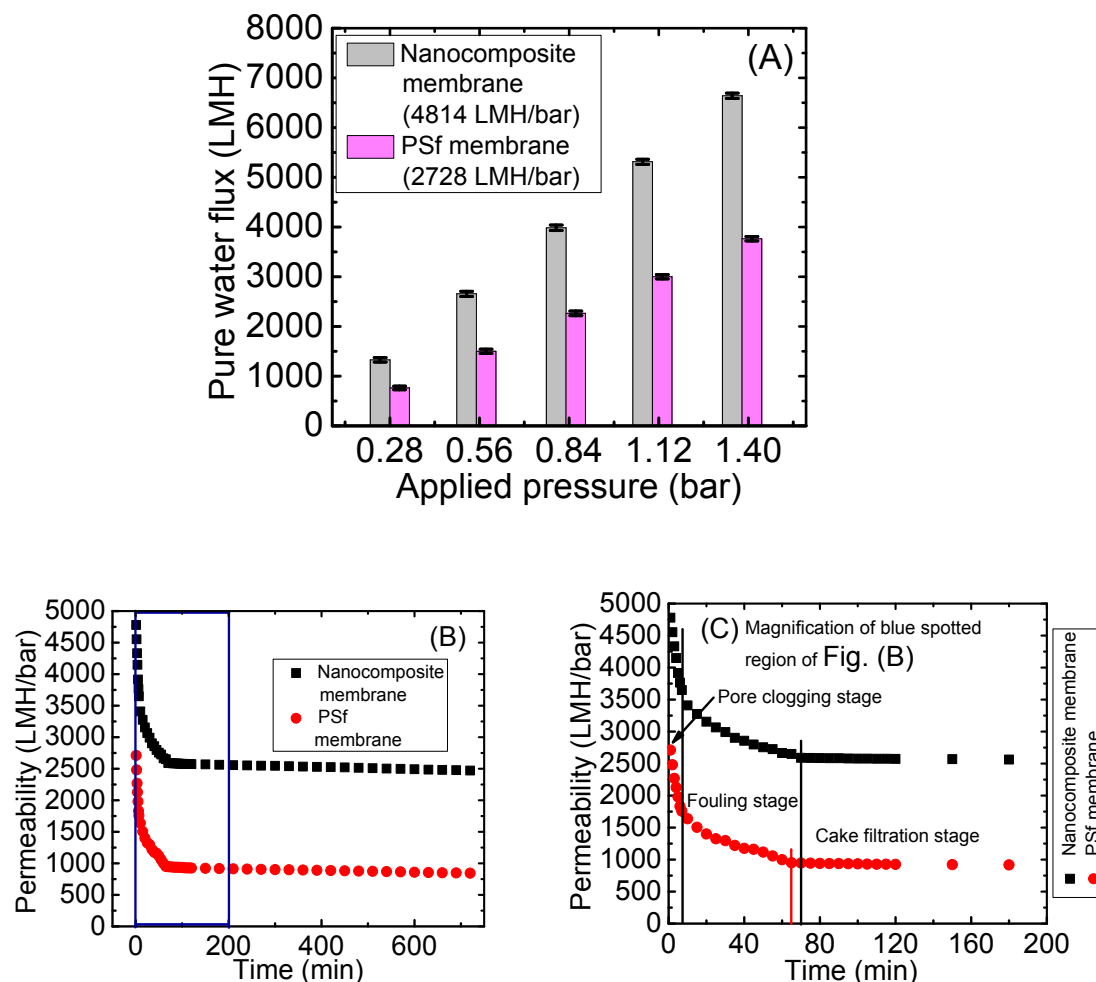 8000
7000
6000
5000
4000
3000
2000
1000
0
Pure water flux (LMH)
Nanocomposite
membrane
(4814 LMH/bar)
PSf membrane
(2728 LMH/bar)
(A)
0.28 0.56 0.84 1.12 1.40
Applied pressure (bar)
5000
4500
4000
3500
3000
2500
2000
1500
1000
500
0
Permeability (LMH/bar)
(B)
Nanocomposite
membrane
PSf
membrane
0 200 400 600
Time (min)
5000
4500
4000
3500
3000
2500
2000
1500
1000
500
0
Permeability (LMH/bar)
(C) Magnification of blue spotted
region of Fig. (B)
Pore clogging stage
Fouling stage
Cake filtration stage
0 40 80 120 160 200
Time (min)
Nanocomposite membrane
PSf membrane